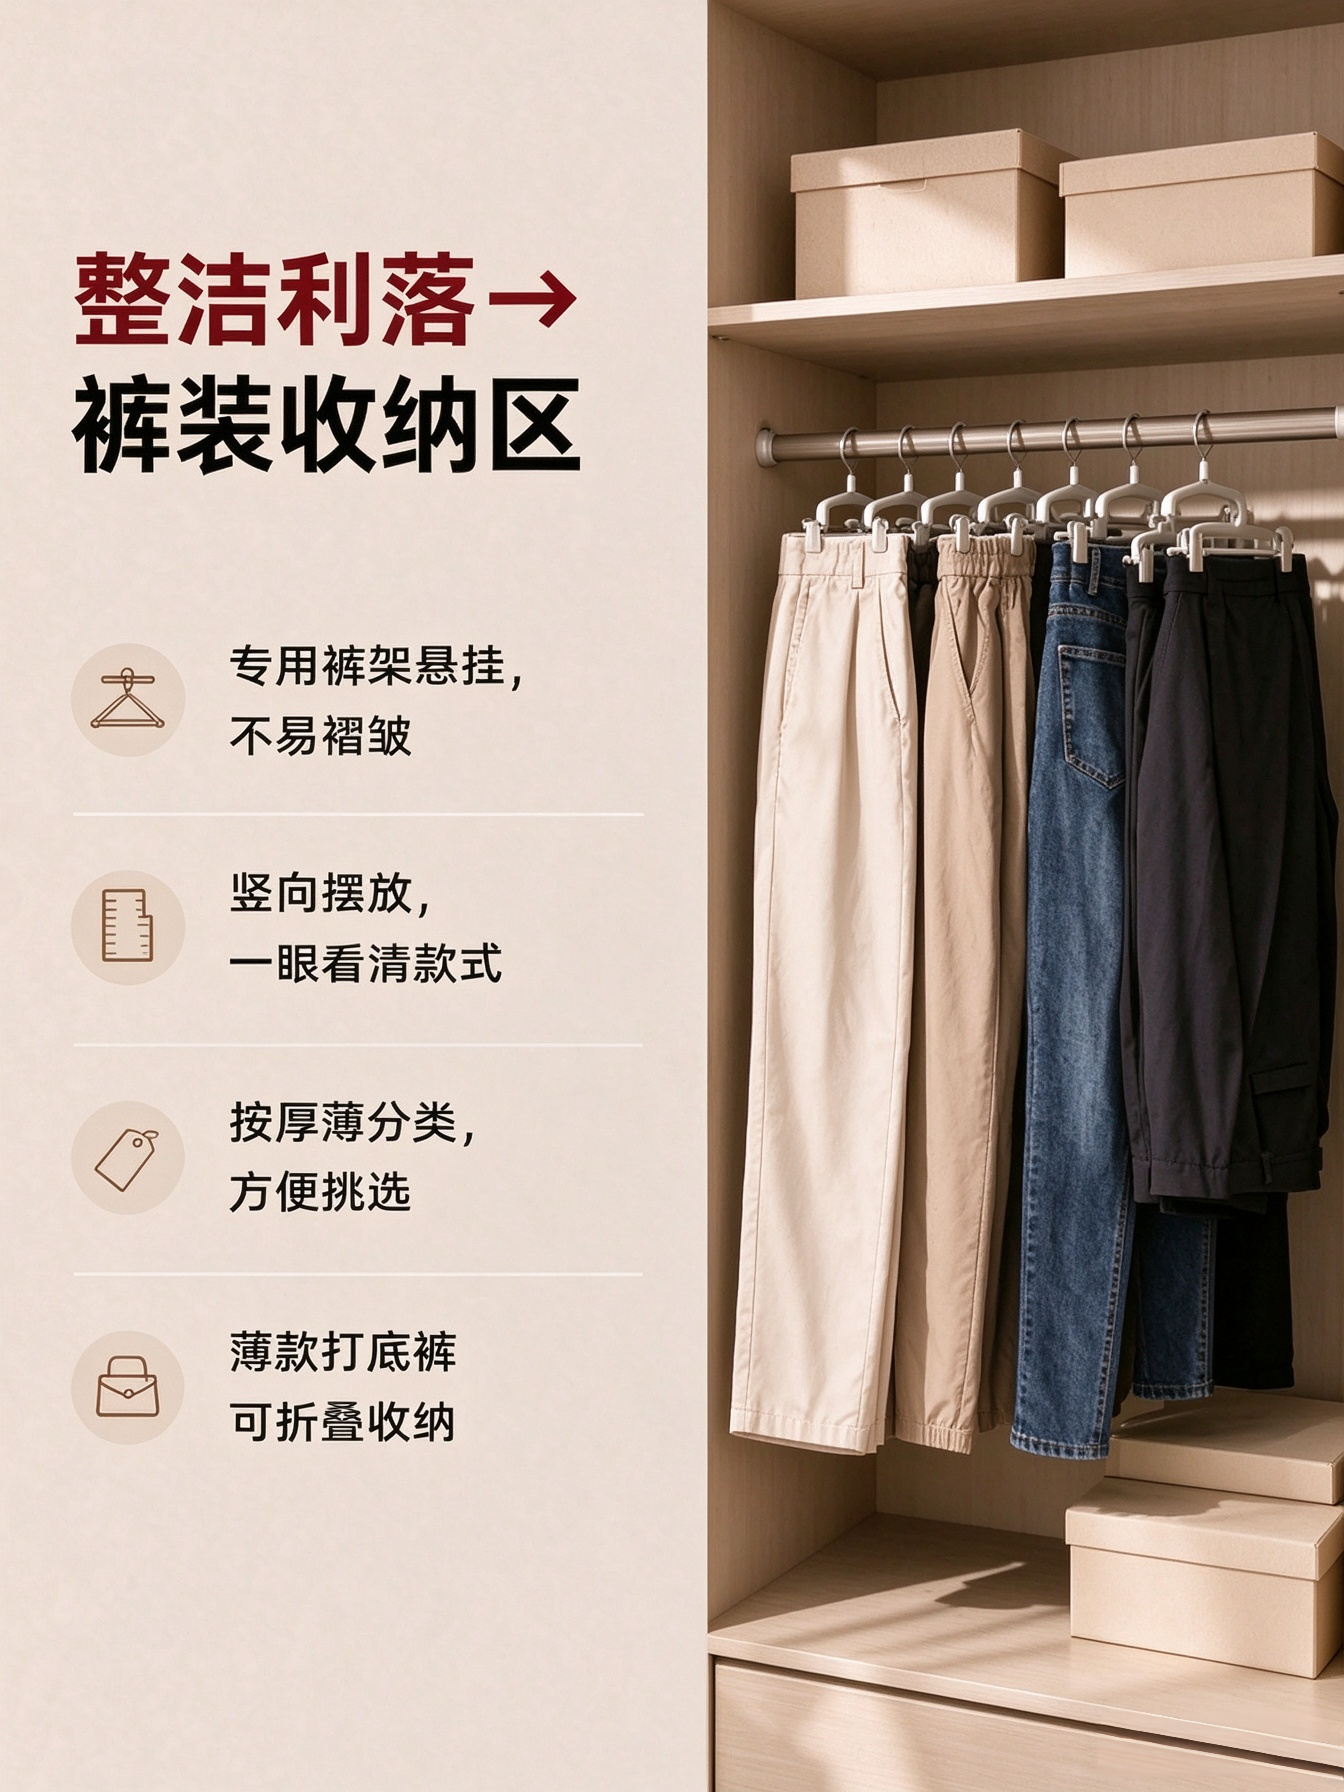 整洁利落→
裤装收纳区
专用裤架悬挂，
不易褶皱
竖向摆放，
一眼看清款式
按厚薄分类，
方便挑选
薄款打底裤
可折叠收纳